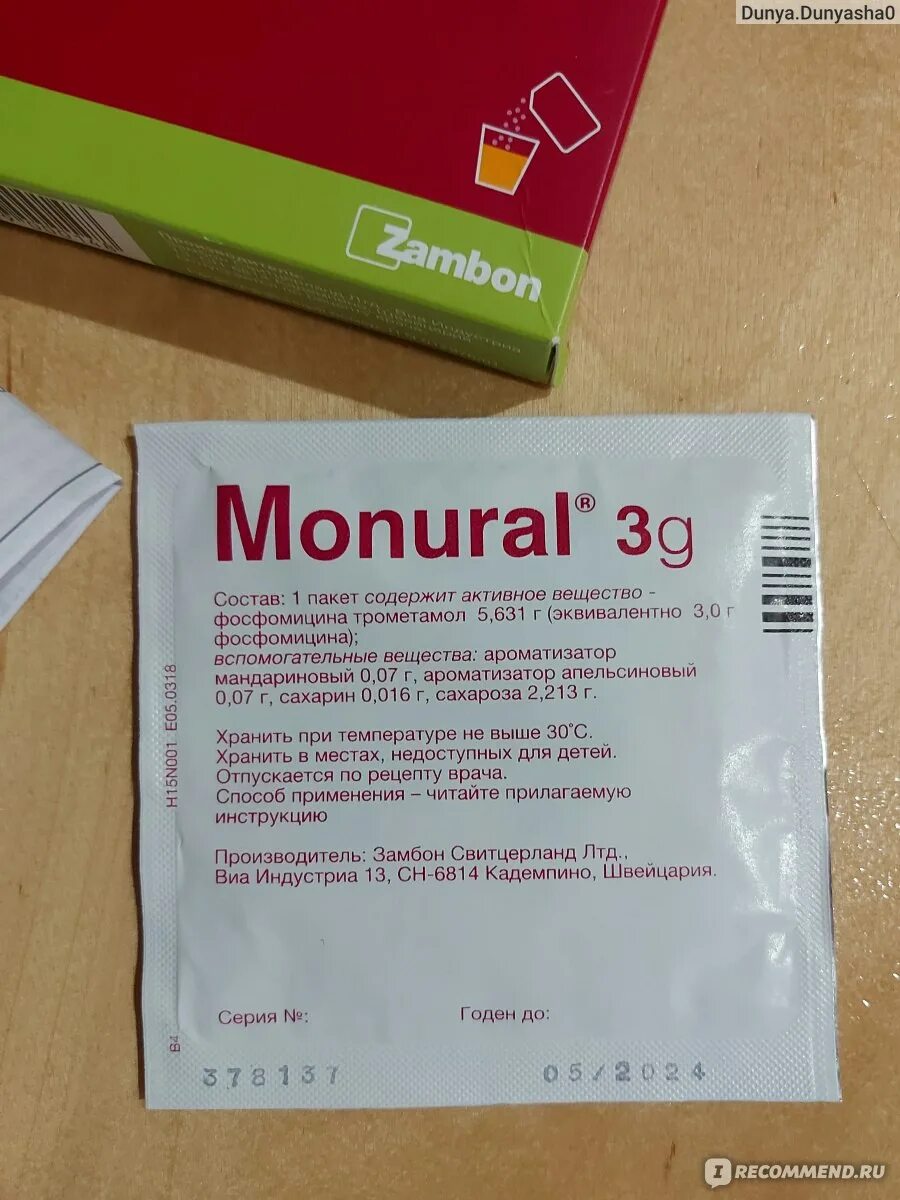 Dunya.Dunyasha0
Zambon
Monural® 3g
Состав: 1 пакет содержит активное вещество -
фосфомицина трометамол 5,631 г (эквивалентно 3,0 г
фосфомицина);
вспомогательные вещества: ароматизатор
мандариновый 0,07 г, ароматизатор апельсиновый
0,07 г, сахарин 0,016 г, сахароза 2,213 г.
Хранить при температуре не выше 30°С.
Хранить в местах, недоступных для детей.
Отпускается по рецепту врача.
Способ применения – читайте прилагаемую
инструкцию
Производитель: Замбон Свитцерланд Лтд.,
Виа Индустриа 13, СН-6814 Кадемпино, Швейцария.
H15N001 E05.0318
B4
Серия №:
Годен до:
378137
05/2024
IRECOMMEND.RU